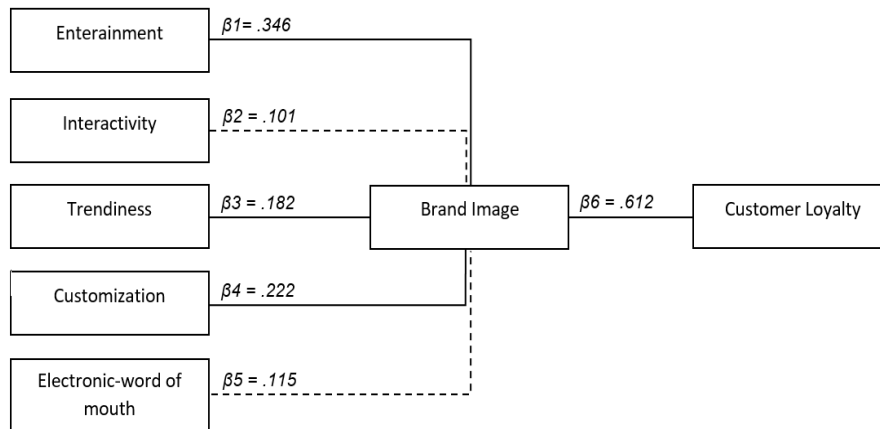 Enterainment
β1= .346
Interactivity
β2 = .101
Trendiness
β3 = .182
Brand Image
β6 = .612
Customer Loyalty
Customization
β4 = .222
Electronic-word of
mouth
β5 = .115